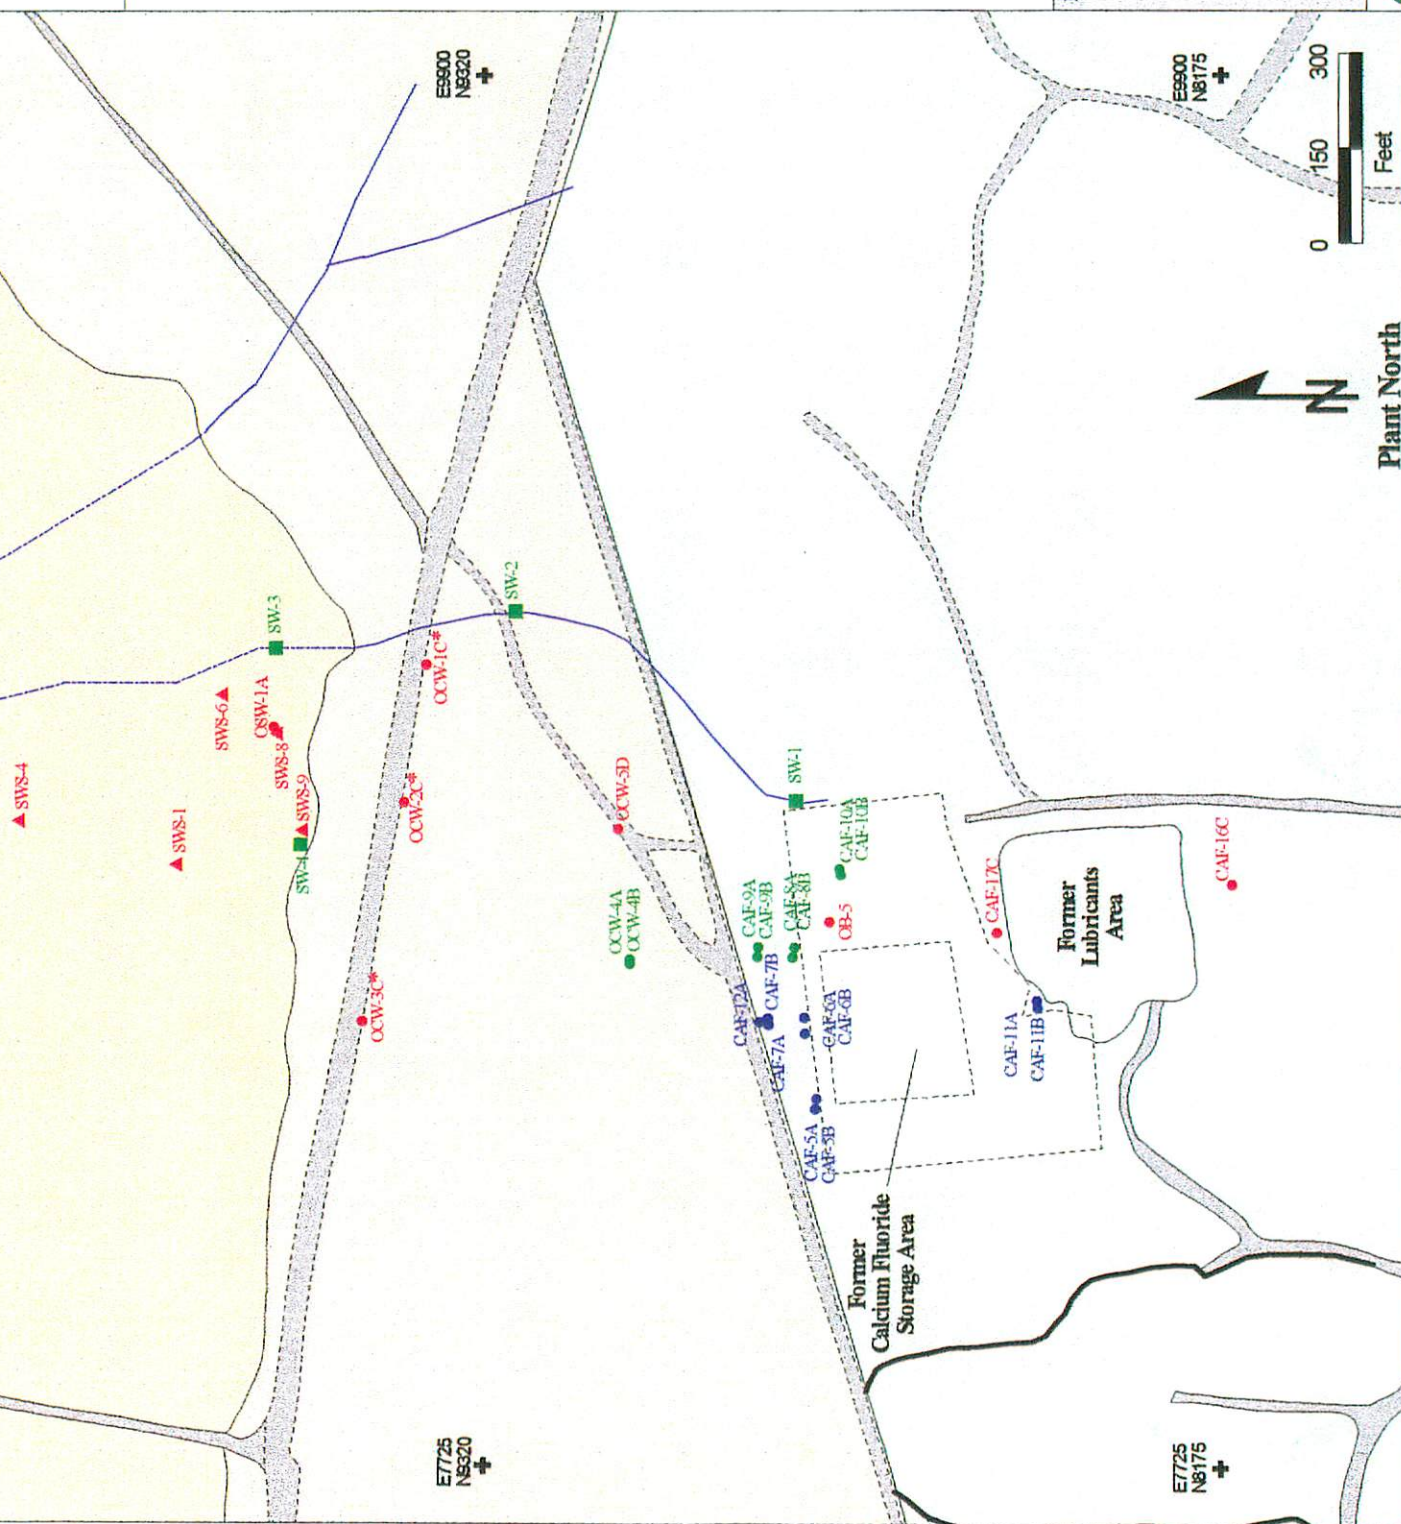 E7725
N9320
E9900
N9320
E7725
N8175
E9900
N8175
SWS-4
SWS-1
SWS-6
OSW-1A
SWS-8
SWS-9
SW-4
SW-3
SW-2
SW-1
OCW-1C*
OCW-2C*
OCW-3C*
OCW-5D
OCW-4A
OCW-4B
CAF-9A
CAF-9B
CAF-8A
CAF-8B
CAF-10A
CAF-10B
OB-5
CAF-12A
CAF-7B
CAF-7A
CAF-6A
CAF-6B
CAF-5A
CAF-5B
CAF-11A
CAF-11B
CAF-17C
CAF-16C
Former
Calcium Fluoride
Storage Area
Former
Lubricants
Area
N
Plant North
0 150 300
Feet